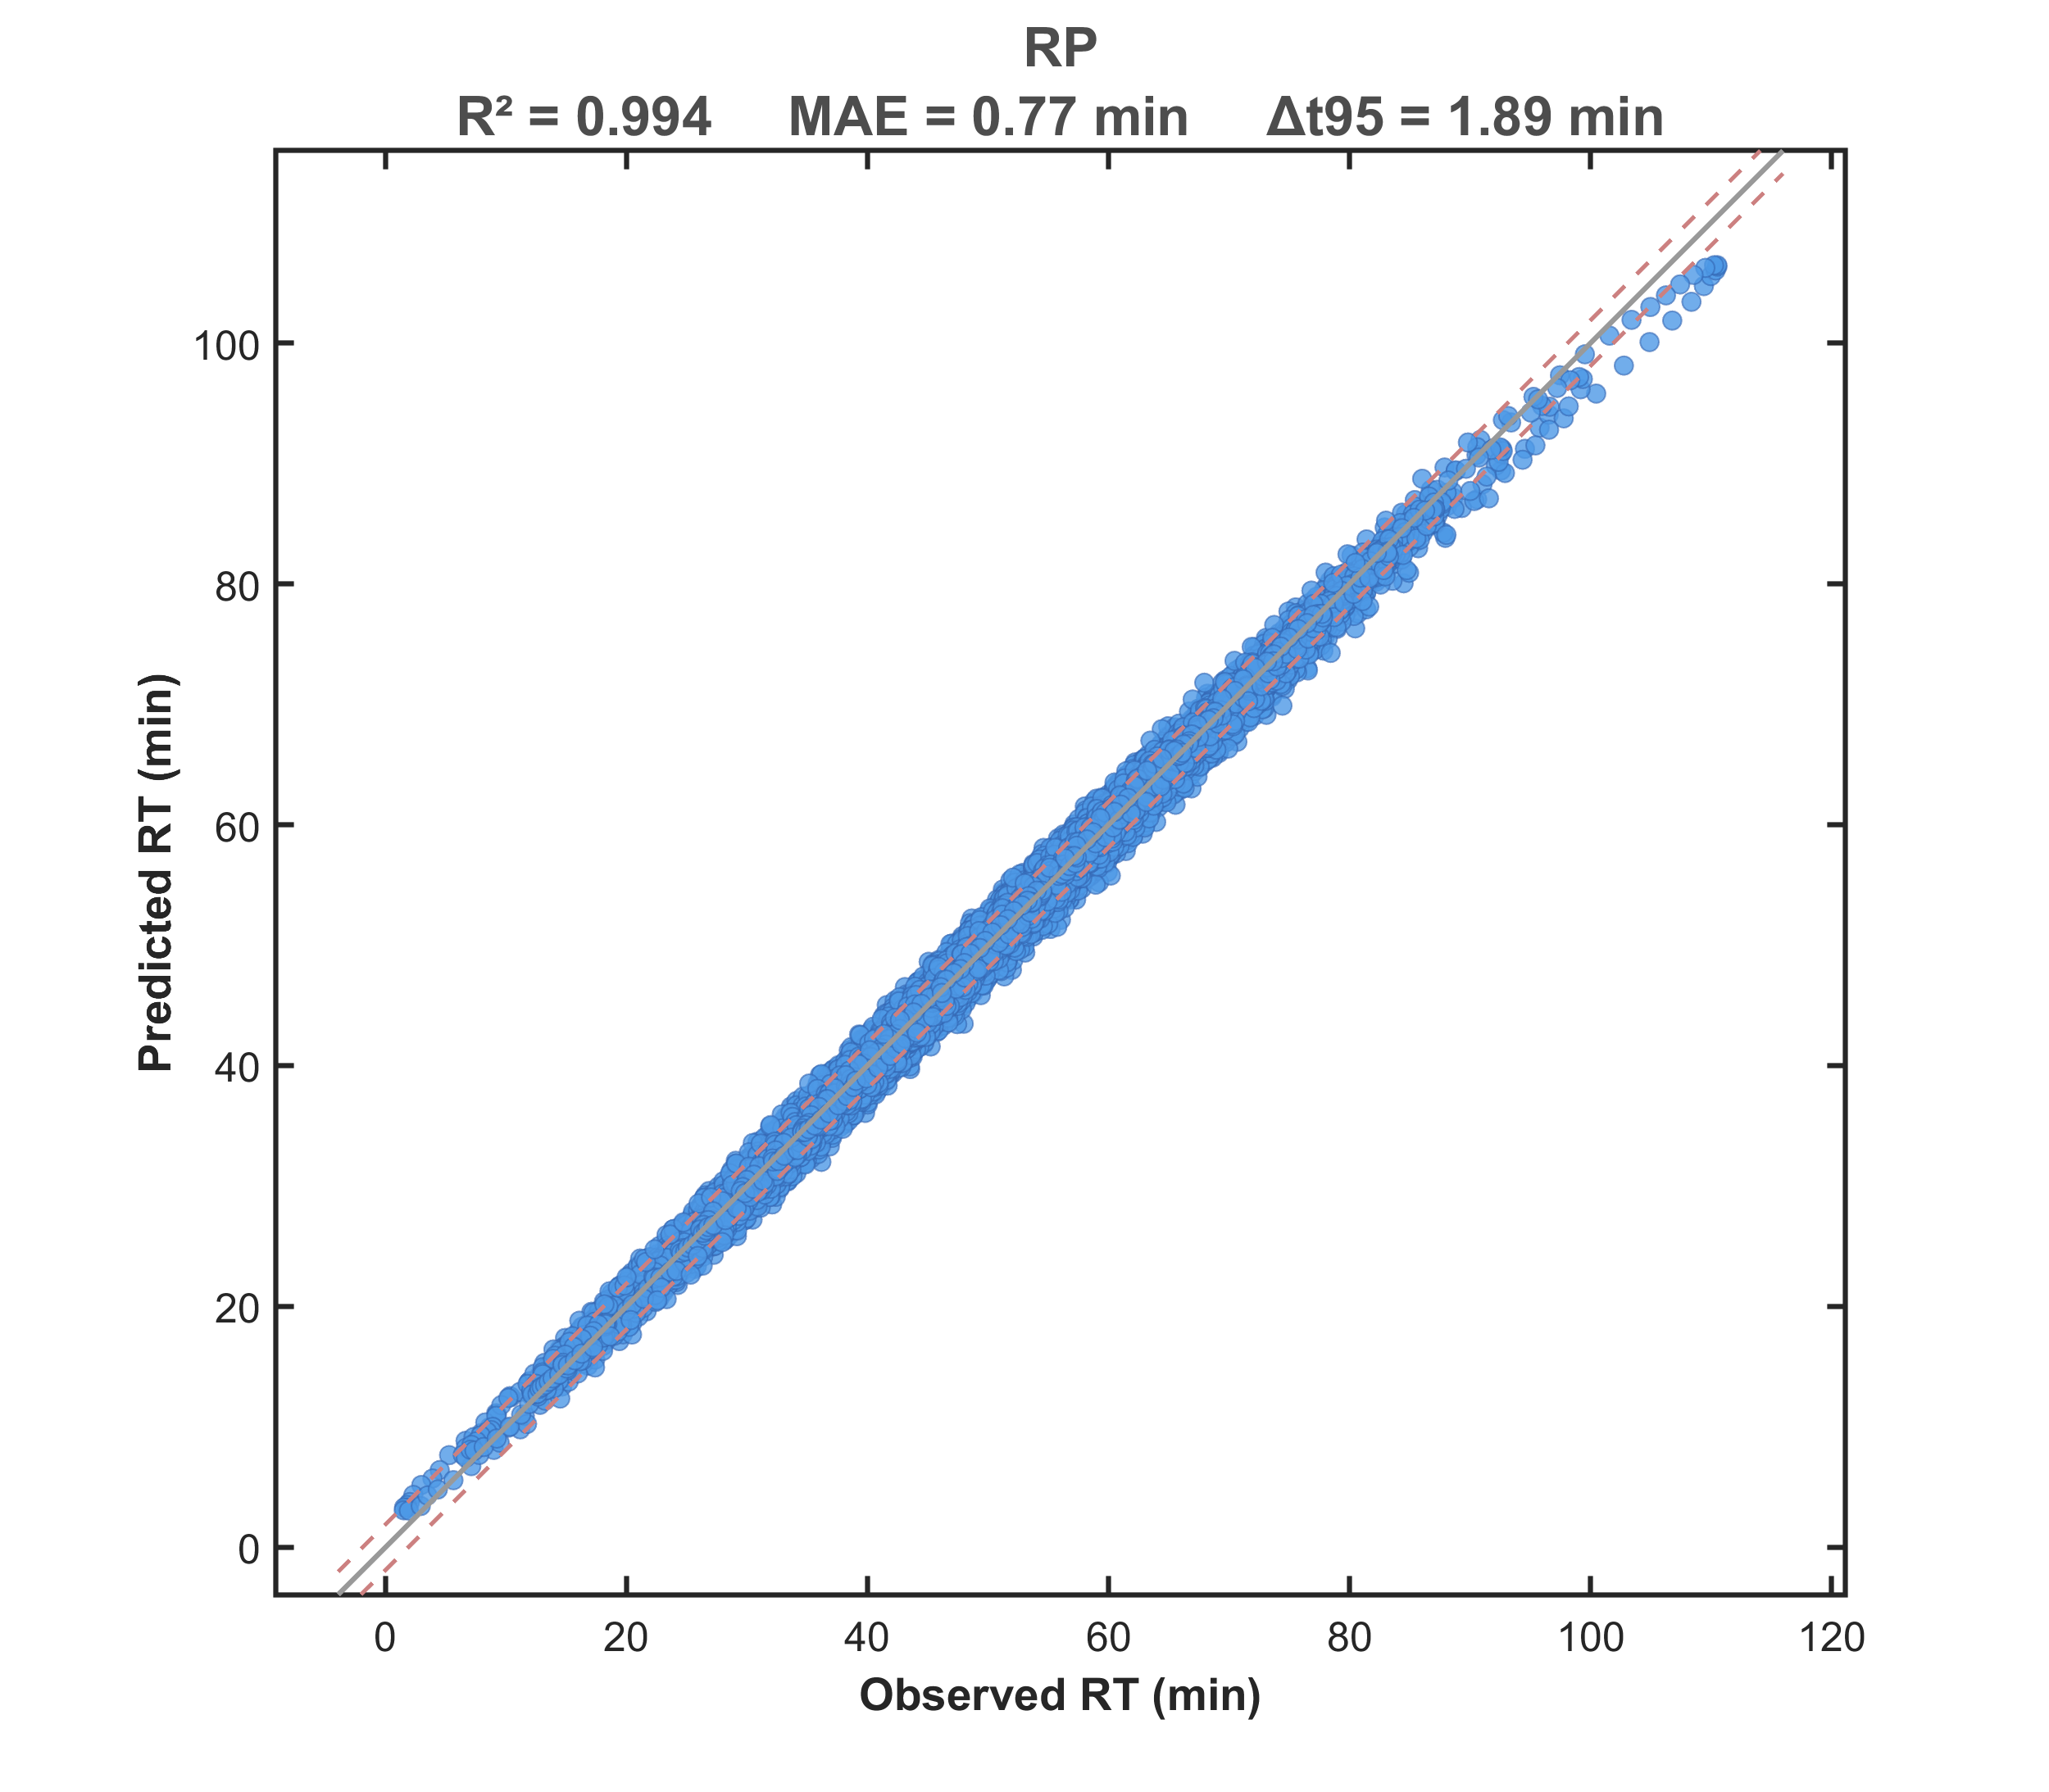 RP
R² = 0.994 MAE = 0.77 min Δt95 = 1.89 min
Predicted RT (min)
100
80
60
40
20
0
0 20 40 60 80 100 120
Observed RT (min)